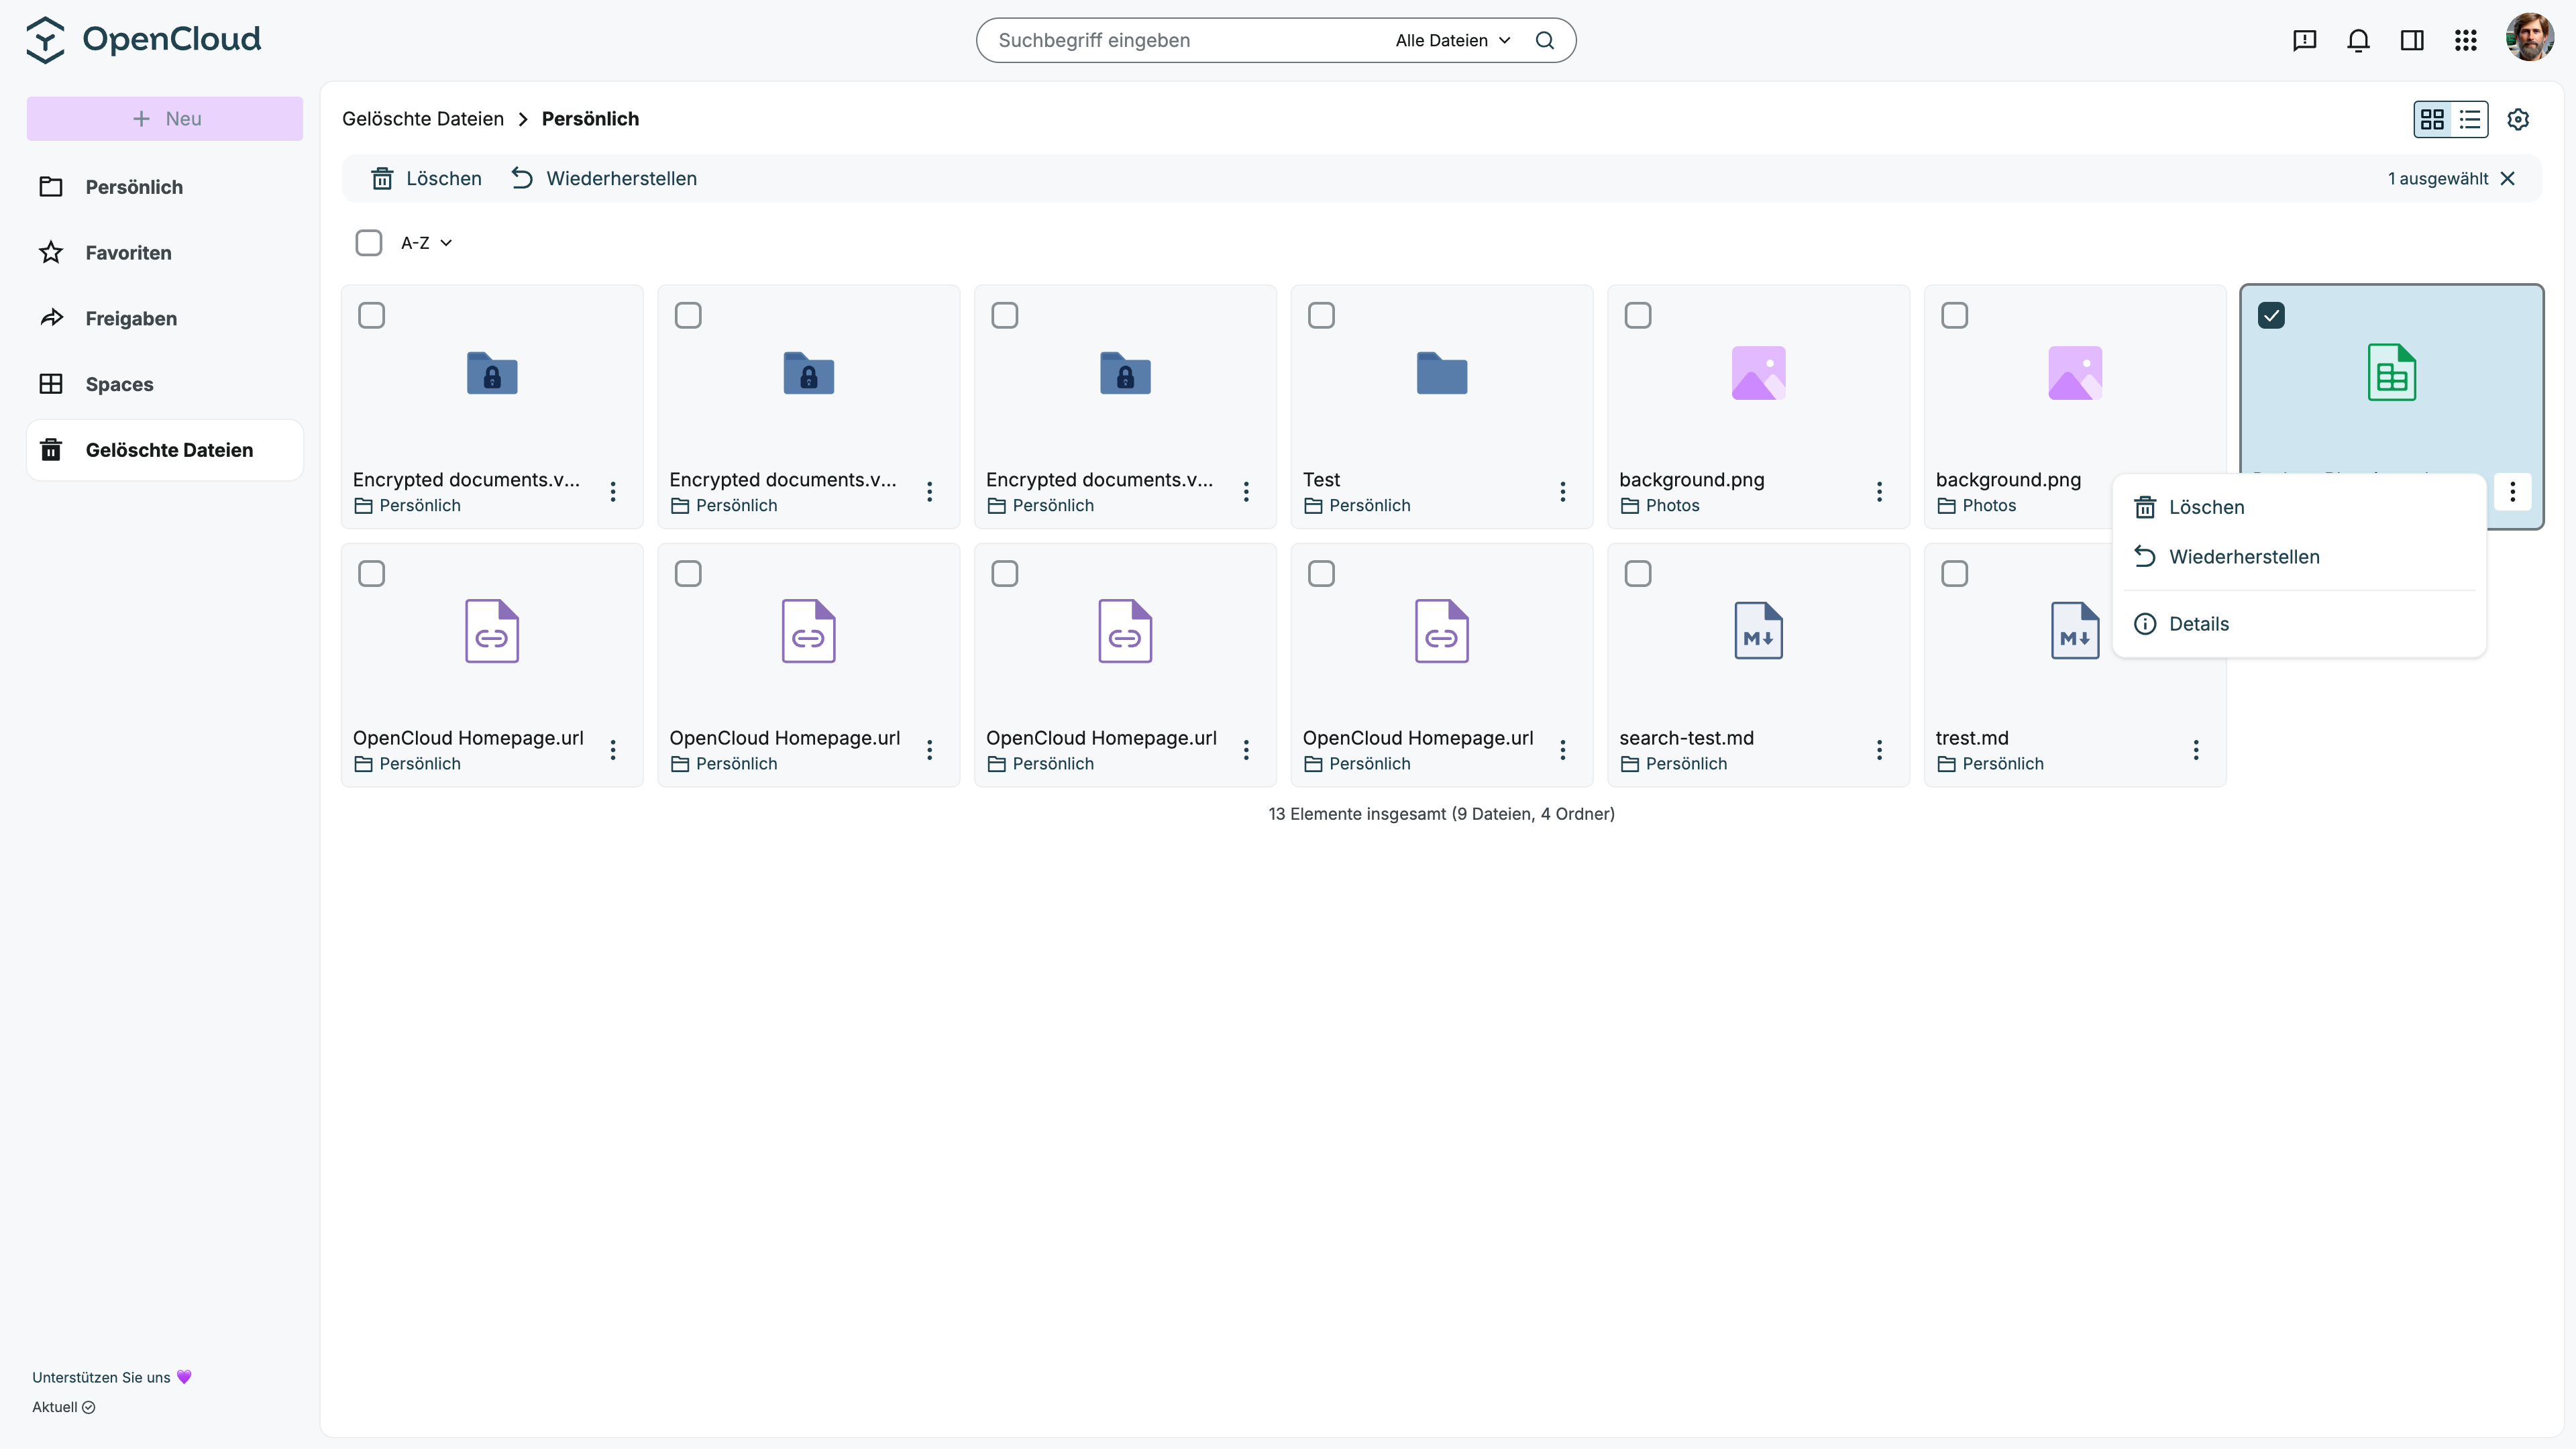 OpenCloud
Suchbegriff eingeben
Alle Dateien
Neu
Persönlich
Favoriten
Freigaben
Spaces
Gelöschte Dateien
Gelöschte Dateien > Persönlich
Löschen
Wiederherstellen
1 ausgewählt
A-Z
Encrypted documents.v...
Persönlich
Encrypted documents.v...
Persönlich
Encrypted documents.v...
Persönlich
Test
Persönlich
background.png
Photos
background.png
Photos
Löschen
Wiederherstellen
Details
OpenCloud Homepage.url
Persönlich
OpenCloud Homepage.url
Persönlich
OpenCloud Homepage.url
Persönlich
OpenCloud Homepage.url
Persönlich
search-test.md
Persönlich
trest.md
Persönlich
13 Elemente insgesamt (9 Dateien, 4 Ordner)
Unterstützen Sie uns 💜
Aktuell